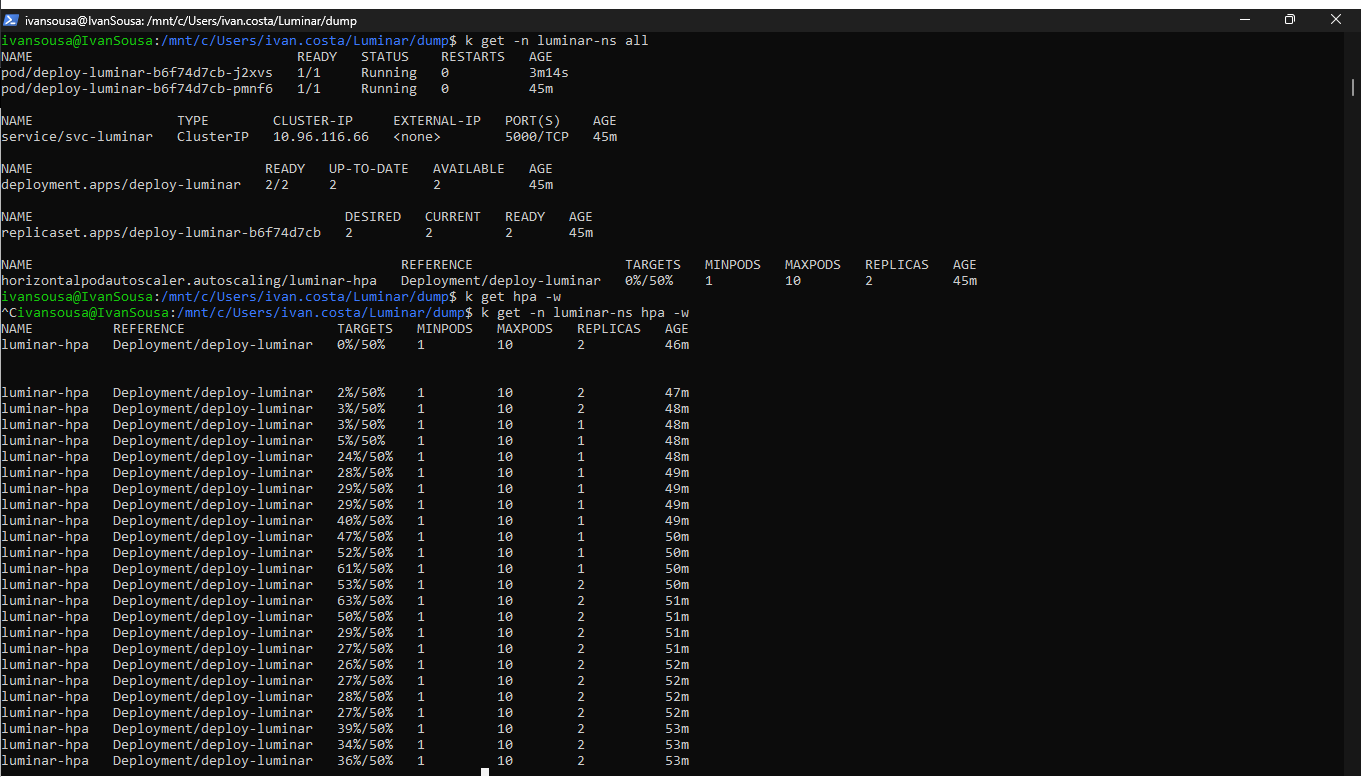 ivansousa@IvanSousa: /mnt/c/Users/ivan.costa/Luminar/dump
ivansousa@IvanSousa:/mnt/c/Users/ivan.costa/Luminar/dump$ k get -n luminar-ns all
NAME READY STATUS RESTARTS AGE
pod/deploy-luminar-b6f74d7cb-j2xvs 1/1 Running 0 3m14s
pod/deploy-luminar-b6f74d7cb-pmnf6 1/1 Running 0 45m
NAME TYPE CLUSTER-IP EXTERNAL-IP PORT(S) AGE
service/svc-luminar ClusterIP 10.96.116.66 <none> 5000/TCP 45m
NAME READY UP-TO-DATE AVAILABLE AGE
deployment.apps/deploy-luminar 2/2 2 2 45m
NAME DESIRED CURRENT READY AGE
replicaset.apps/deploy-luminar-b6f74d7cb 2 2 2 45m
NAME REFERENCE TARGETS MINPODS MAXPODS REPLICAS AGE
horizontalpodautoscaler.autoscaling/luminar-hpa Deployment/deploy-luminar 0%/50% 1 10 2 45m
ivansousa@IvanSousa:/mnt/c/Users/ivan.costa/Luminar/dump$ k get hpa -w
^Civansousa@IvanSousa:/mnt/c/Users/ivan.costa/Luminar/dump$ k get -n luminar-ns hpa -w
NAME REFERENCE TARGETS MINPODS MAXPODS REPLICAS AGE
luminar-hpa Deployment/deploy-luminar 0%/50% 1 10 2 46m
luminar-hpa Deployment/deploy-luminar 2%/50% 1 10 2 47m
luminar-hpa Deployment/deploy-luminar 3%/50% 1 10 2 48m
luminar-hpa Deployment/deploy-luminar 3%/50% 1 10 1 48m
luminar-hpa Deployment/deploy-luminar 5%/50% 1 10 1 48m
luminar-hpa Deployment/deploy-luminar 24%/50% 1 10 1 48m
luminar-hpa Deployment/deploy-luminar 28%/50% 1 10 1 49m
luminar-hpa Deployment/deploy-luminar 29%/50% 1 10 1 49m
luminar-hpa Deployment/deploy-luminar 29%/50% 1 10 1 49m
luminar-hpa Deployment/deploy-luminar 40%/50% 1 10 1 49m
luminar-hpa Deployment/deploy-luminar 47%/50% 1 10 1 50m
luminar-hpa Deployment/deploy-luminar 52%/50% 1 10 1 50m
luminar-hpa Deployment/deploy-luminar 61%/50% 1 10 1 50m
luminar-hpa Deployment/deploy-luminar 53%/50% 1 10 2 50m
luminar-hpa Deployment/deploy-luminar 63%/50% 1 10 2 51m
luminar-hpa Deployment/deploy-luminar 50%/50% 1 10 2 51m
luminar-hpa Deployment/deploy-luminar 29%/50% 1 10 2 51m
luminar-hpa Deployment/deploy-luminar 27%/50% 1 10 2 51m
luminar-hpa Deployment/deploy-luminar 26%/50% 1 10 2 52m
luminar-hpa Deployment/deploy-luminar 27%/50% 1 10 2 52m
luminar-hpa Deployment/deploy-luminar 28%/50% 1 10 2 52m
luminar-hpa Deployment/deploy-luminar 27%/50% 1 10 2 52m
luminar-hpa Deployment/deploy-luminar 39%/50% 1 10 2 53m
luminar-hpa Deployment/deploy-luminar 34%/50% 1 10 2 53m
luminar-hpa Deployment/deploy-luminar 36%/50% 1 10 2 53m